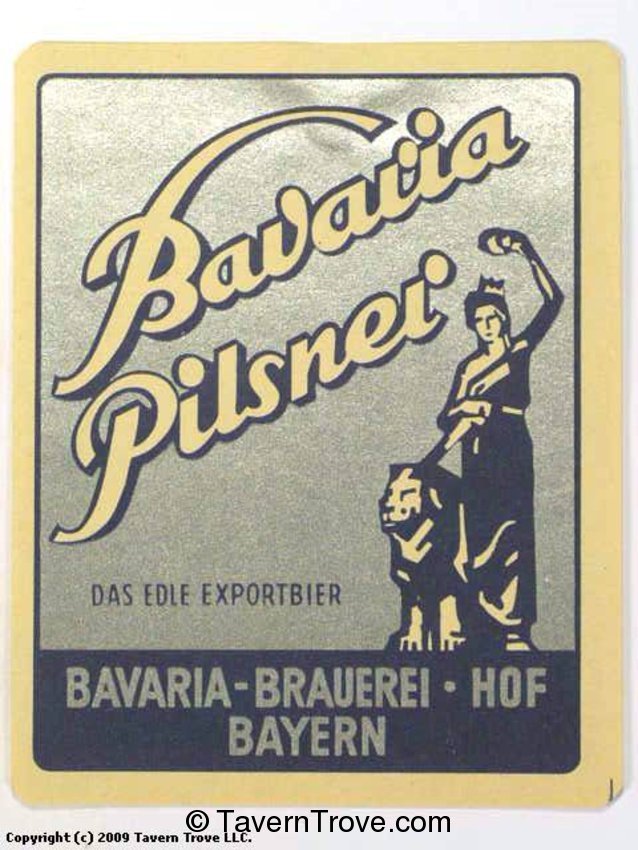 Bavaria
Pilsner
DAS EDLE EXPORTBIER
BAVARIA-BRAUEREI · HOF
BAYERN
© TavernTrove.com
Copyright (c) 2009 Tavern Trove LLC.